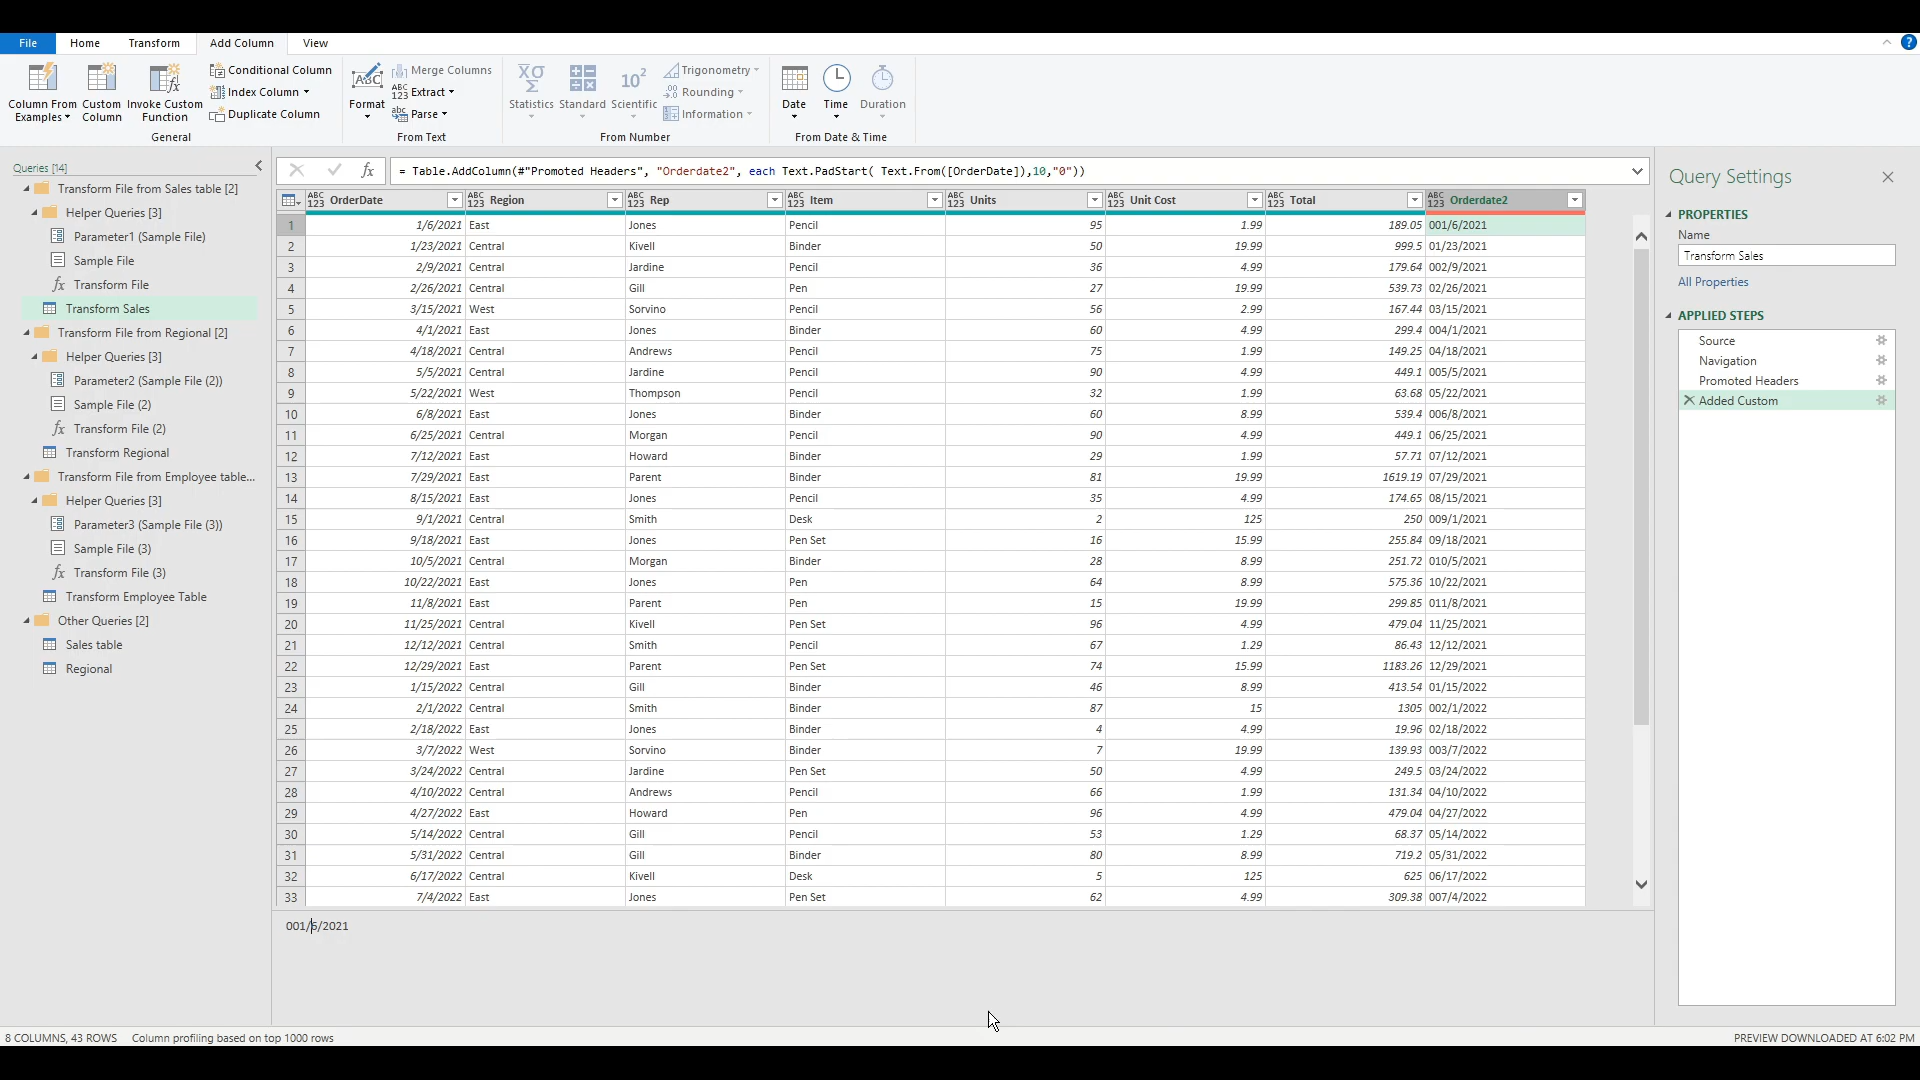 File Home Transform Add Column View
Column From Examples
Custom Column
Invoke Custom Function
Conditional Column
Index Column
Duplicate Column
General
Format
Merge Columns
Extract
Parse
From Text
Statistics
Standard
Scientific
Trigonometry
Rounding
Information
From Number
Date
Time
Duration
From Date & Time
Queries [14]
Transform File from Sales table [2]
Helper Queries [3]
Parameter1 (Sample File)
Sample File
Transform File
Transform Sales
Transform File from Regional [2]
Helper Queries [3]
Parameter2 (Sample File (2))
Sample File (2)
Transform File (2)
Transform Regional
Transform File from Employee table...
Helper Queries [3]
Parameter3 (Sample File (3))
Sample File (3)
Transform File (3)
Transform Employee Table
Other Queries [2]
Sales table
Regional
= Table.AddColumn(#"Promoted Headers", "Orderdate2", each Text.PadStart( Text.From([OrderDate]),10,"0"))
OrderDate Region Rep Item Units Unit Cost Total Orderdate2
1 1/6/2021 East Jones Pencil 95 1.99 189.05 001/6/2021
2 1/23/2021 Central Kivell Binder 50 19.99 999.5 01/23/2021
3 2/9/2021 Central Jardine Pencil 36 4.99 179.64 002/9/2021
4 2/26/2021 Central Gill Pen 27 19.99 539.73 02/26/2021
5 3/15/2021 West Sorvino Pencil 56 2.99 167.44 03/15/2021
6 4/1/2021 East Jones Binder 60 4.99 299.4 004/1/2021
7 4/18/2021 Central Andrews Pencil 75 1.99 149.25 04/18/2021
8 5/5/2021 Central Jardine Pencil 90 4.99 449.1 005/5/2021
9 5/22/2021 West Thompson Pencil 32 1.99 63.68 05/22/2021
10 6/8/2021 East Jones Binder 60 8.99 539.4 006/8/2021
11 6/25/2021 Central Morgan Pencil 90 4.99 449.1 06/25/2021
12 7/12/2021 East Howard Binder 29 1.99 57.71 07/12/2021
13 7/29/2021 East Parent Binder 81 19.99 1619.19 07/29/2021
14 8/15/2021 East Jones Pencil 35 4.99 174.65 08/15/2021
15 9/1/2021 Central Smith Desk 2 125 250 009/1/2021
16 9/18/2021 East Jones Pen Set 16 15.99 255.84 09/18/2021
17 10/5/2021 Central Morgan Binder 28 8.99 251.72 010/5/2021
18 10/22/2021 East Jones Pen 64 8.99 575.36 10/22/2021
19 11/8/2021 East Parent Pen 15 19.99 299.85 011/8/2021
20 11/25/2021 Central Kivell Pen Set 96 4.99 479.04 11/25/2021
21 12/12/2021 Central Smith Pencil 67 1.29 86.43 12/12/2021
22 12/29/2021 East Parent Pen Set 74 15.99 1183.26 12/29/2021
23 1/15/2022 Central Gill Binder 46 8.99 413.54 01/15/2022
24 2/1/2022 Central Smith Binder 87 15 1305 002/1/2022
25 2/18/2022 East Jones Binder 4 4.99 19.96 02/18/2022
26 3/7/2022 West Sorvino Binder 7 19.99 139.93 003/7/2022
27 3/24/2022 Central Jardine Pen Set 50 4.99 249.5 03/24/2022
28 4/10/2022 Central Andrews Pencil 66 1.99 131.34 04/10/2022
29 4/27/2022 East Howard Pen 96 4.99 479.04 04/27/2022
30 5/14/2022 Central Gill Pencil 53 1.29 68.37 05/14/2022
31 5/31/2022 Central Gill Binder 80 8.99 719.2 05/31/2022
32 6/17/2022 Central Kivell Desk 5 125 625 06/17/2022
33 7/4/2022 East Jones Pen Set 62 4.99 309.38 007/4/2022
001/6/2021
Query Settings
PROPERTIES
Name
Transform Sales
All Properties
APPLIED STEPS
Source
Navigation
Promoted Headers
Added Custom
8 COLUMNS, 43 ROWS Column profiling based on top 1000 rows
PREVIEW DOWNLOADED AT 6:02 PM